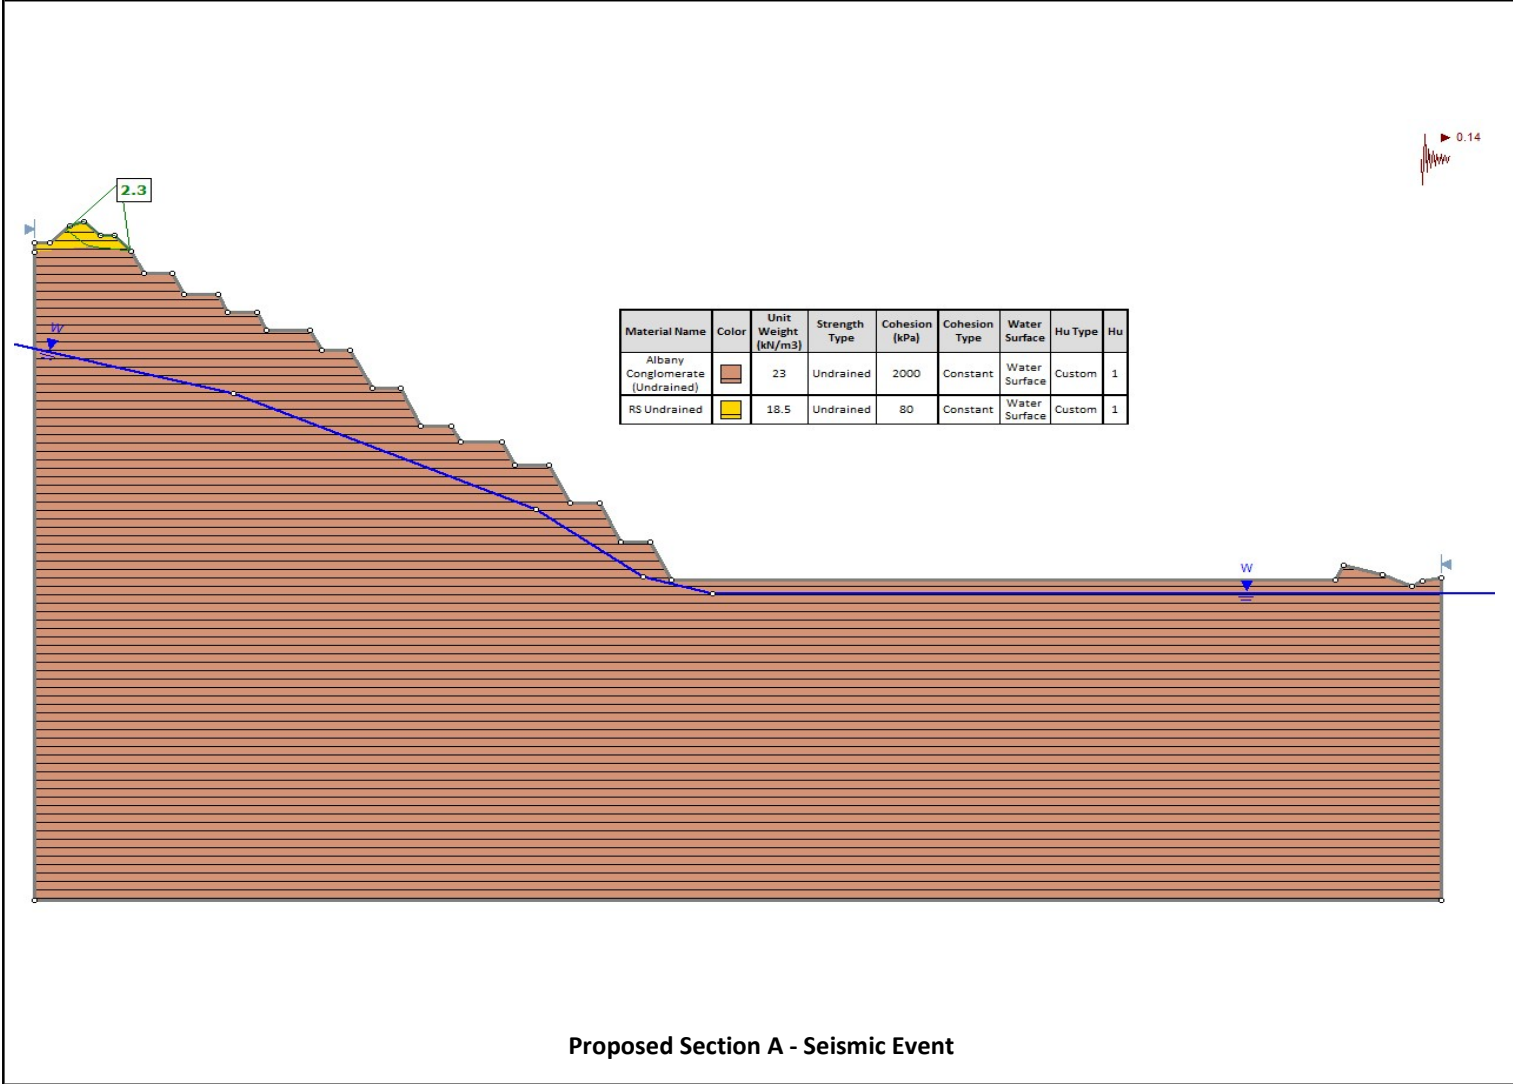 0.14
2.3
W
Material Name Color Unit Weight (kN/m3) Strength Type Cohesion (kPa) Cohesion Type Water Surface Hu Type Hu
Albany Conglomerate (Undrained) 23 Undrained 2000 Constant Water Surface Custom 1
RS Undrained 18.5 Undrained 80 Constant Water Surface Custom 1
W
Proposed Section A - Seismic Event